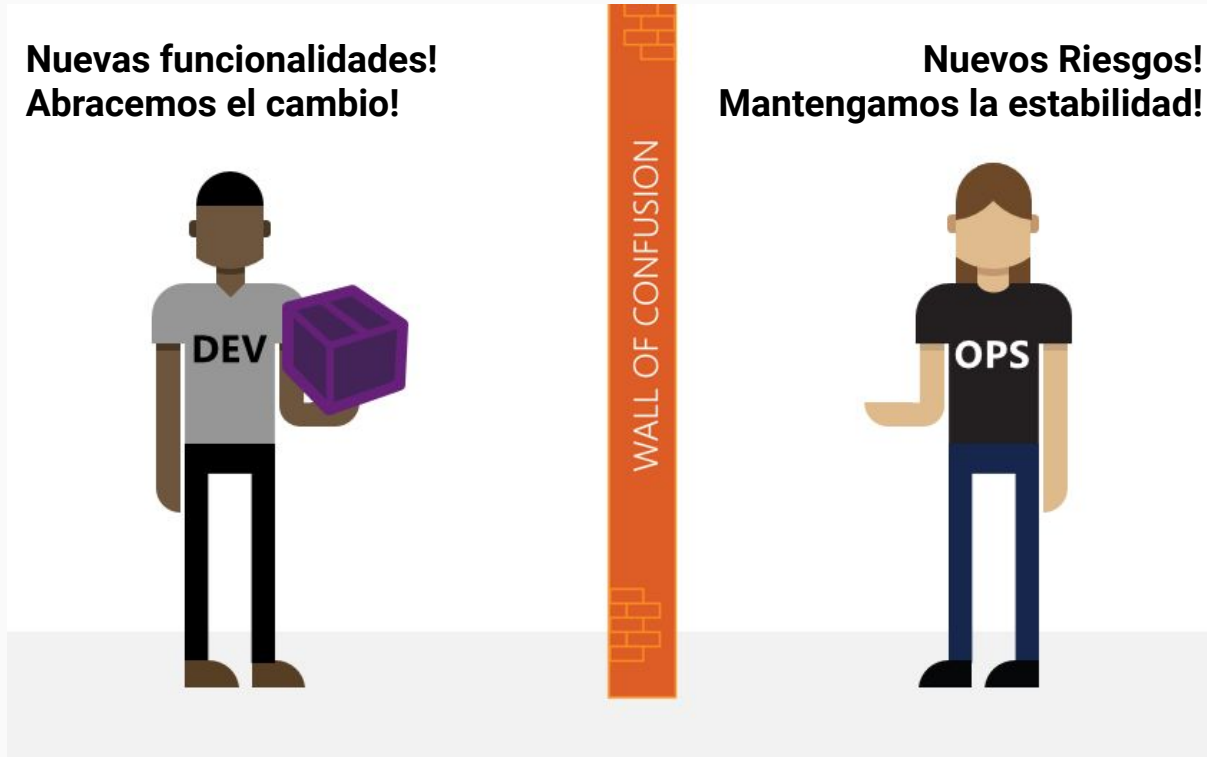 Nuevas funcionalidades!
Abracemos el cambio!
Nuevos Riesgos!
Mantengamos la estabilidad!
WALL OF CONFUSION
DEV
OPS